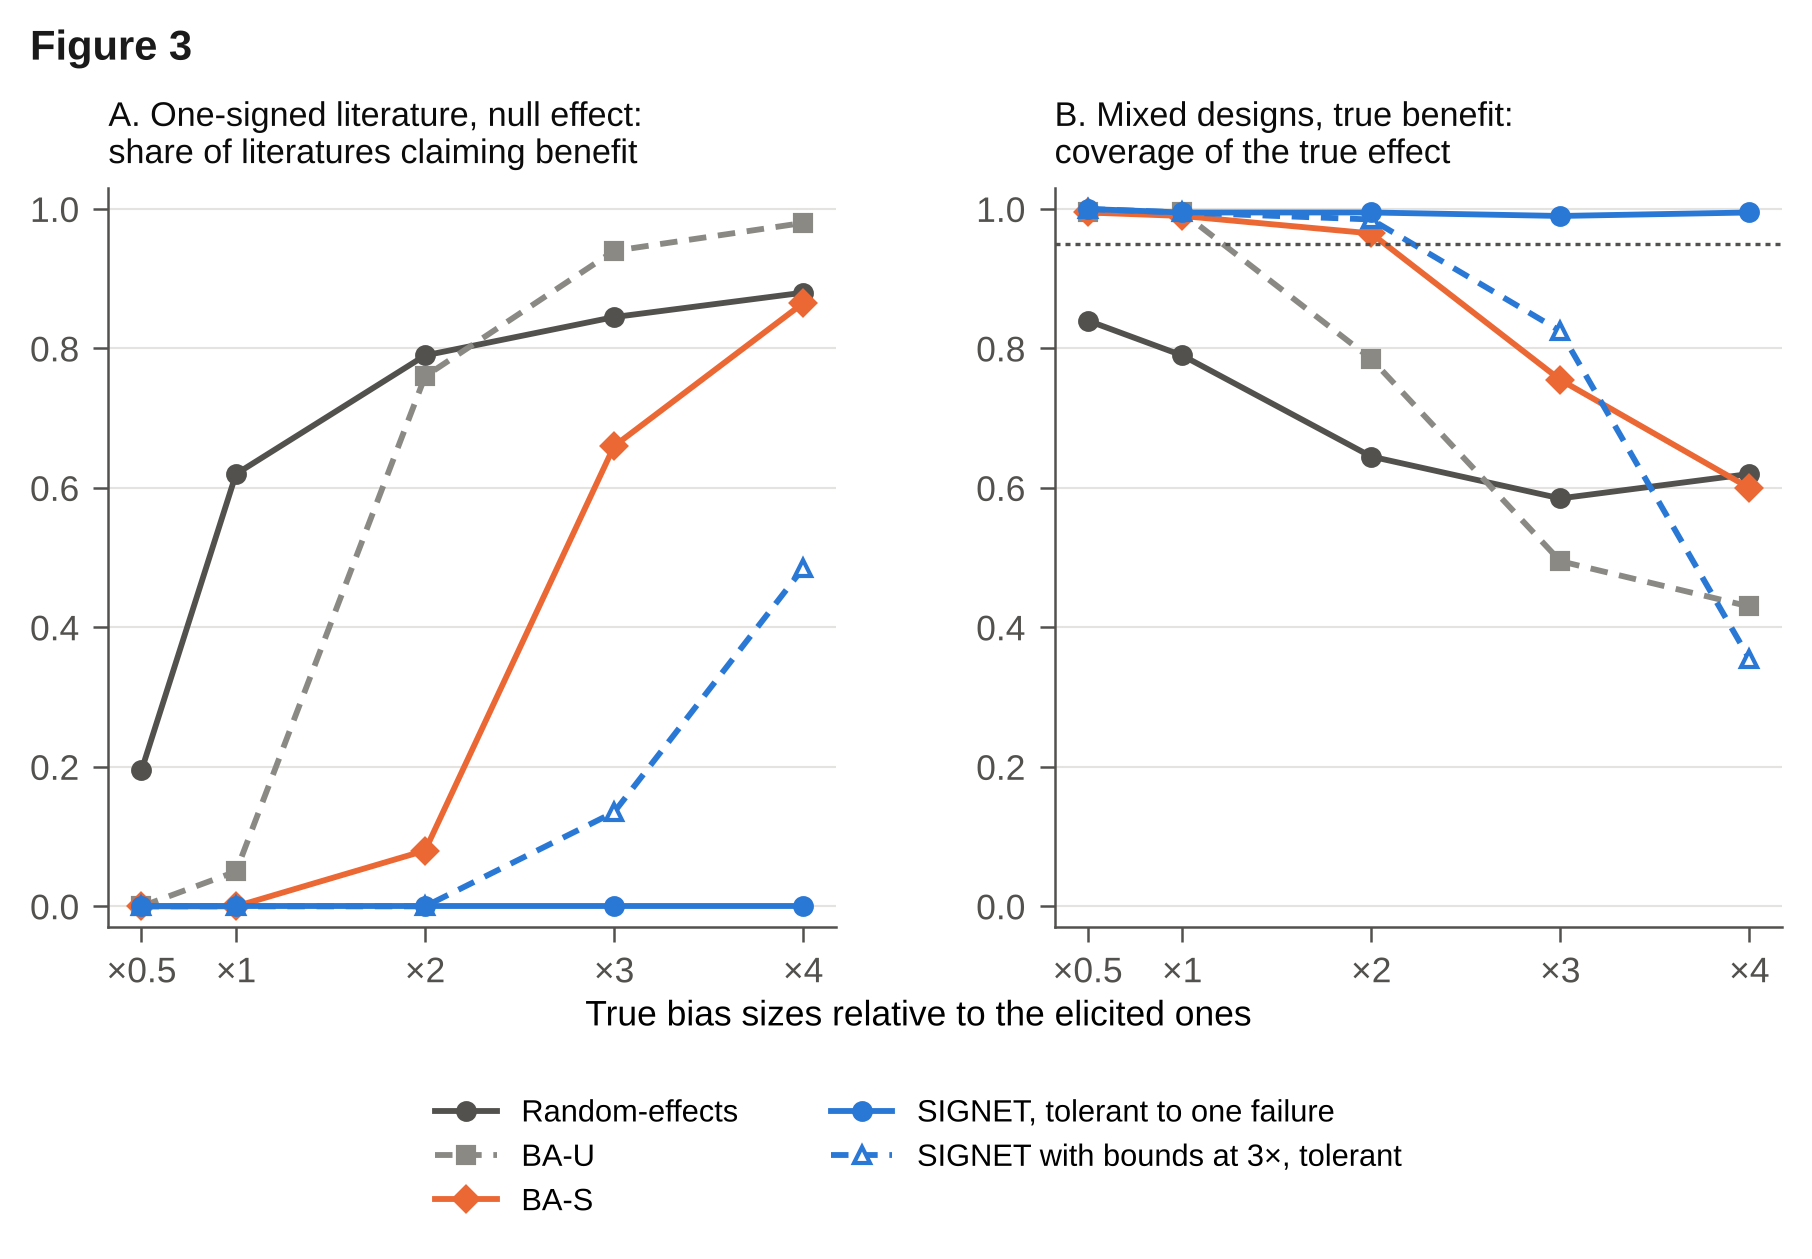 Figure 3
A. One-signed literature, null effect:
share of literatures claiming benefit
1.0
0.8
0.6
0.4
0.2
0.0
×0.5
×1
×2
×3
×4
B. Mixed designs, true benefit:
coverage of the true effect
1.0
0.8
0.6
0.4
0.2
0.0
×0.5
×1
×2
×3
×4
True bias sizes relative to the elicited ones
Random-effects
BA-U
BA-S
SIGNET, tolerant to one failure
SIGNET with bounds at 3×, tolerant